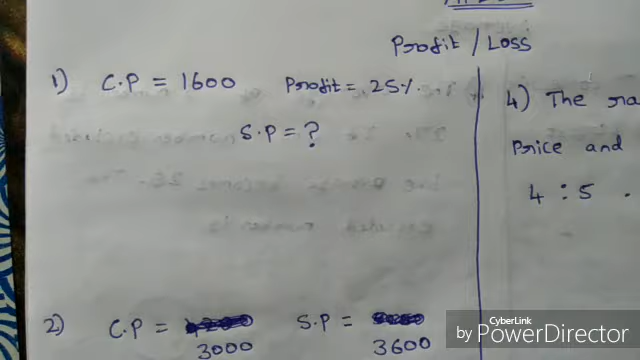 Profit / Loss
1) C.P = 1600 Profit = 25%.
S.P = ?
2) C.P = 3000 S.P = 3600
4) The
Price and
4 : 5 .
CyberLink
by PowerDirector